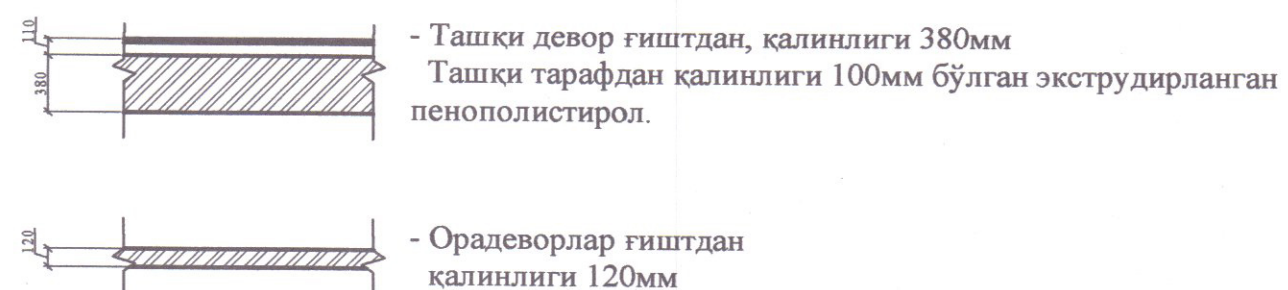 110
380
- Ташқи девор ғиштдан, қалинлиги 380мм
Ташқи тарафдан қалинлиги 100мм бўлган экструдирланган
пенополистирол.
120
- Орадеворлар ғиштдан
қалинлиги 120мм